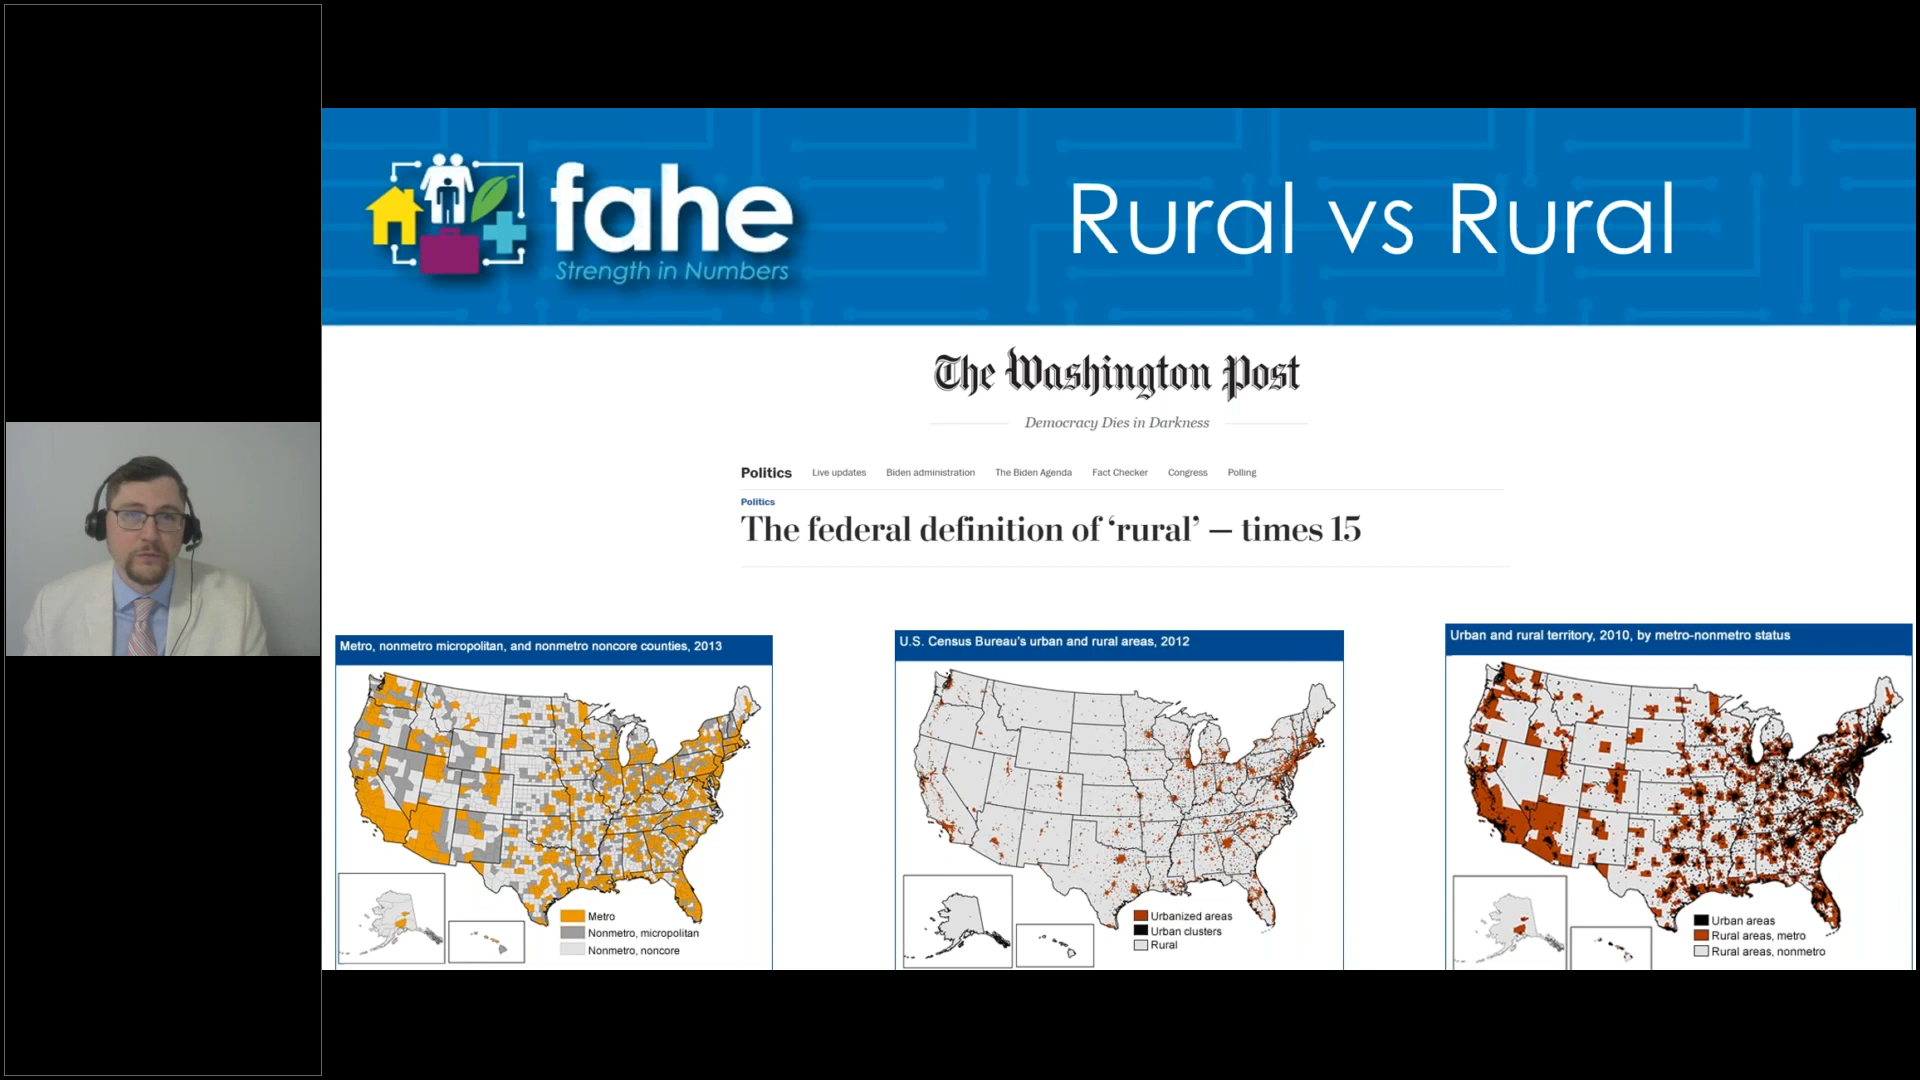 fahe
Strength in Numbers
Rural vs Rural
The Washington Post
Democracy Dies in Darkness
Politics Live updates Biden administration The Biden Agenda Fact Checker Congress Polling
Politics
The federal definition of ‘rural’ — times 15
Metro, nonmetro micropolitan, and nonmetro noncore counties, 2013
Metro
Nonmetro, micropolitan
Nonmetro, noncore
U.S. Census Bureau's urban and rural areas, 2012
Urbanized areas
Urban clusters
Rural
Urban and rural territory, 2010, by metro-nonmetro status
Urban areas
Rural areas, metro
Rural areas, nonmetro